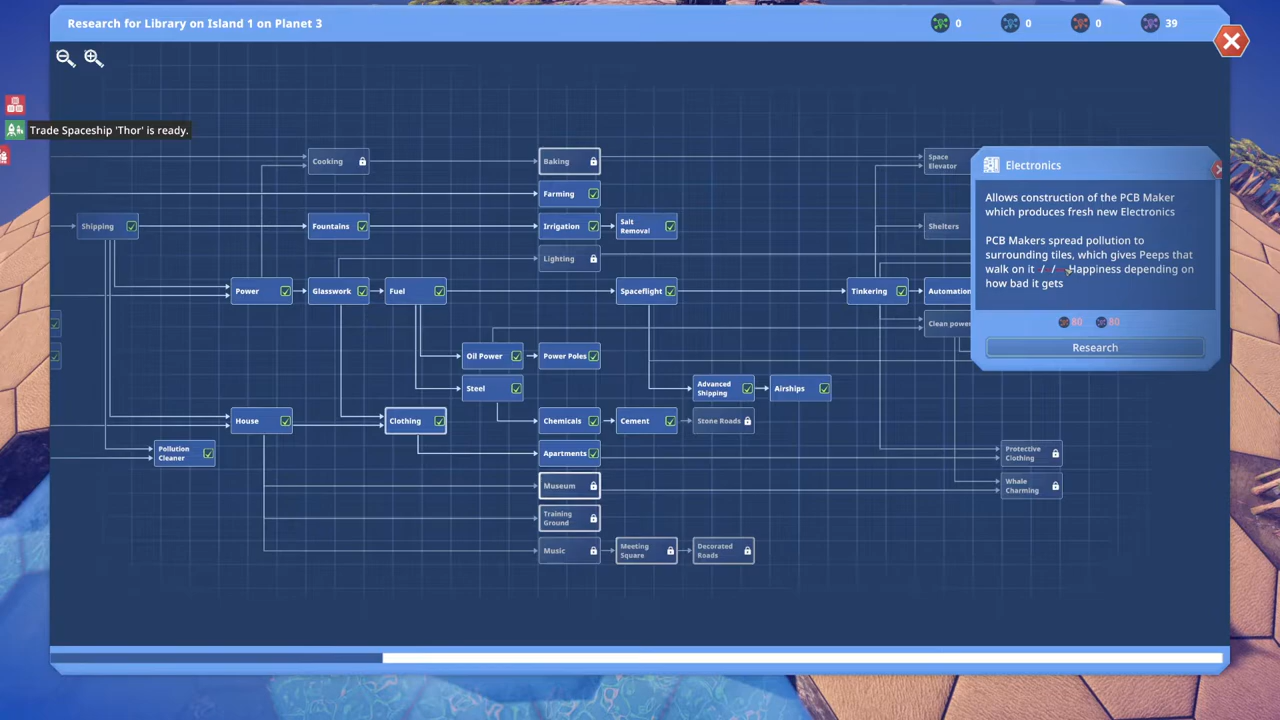 Research for Library on Island 1 on Planet 3
0
0
0
39
Trade Spaceship 'Thor' is ready.
Cooking
Baking
Space
Elevator
Electronics
Farming
Allows construction of the PCB Maker
which produces fresh new Electronics
Shipping
Fountains
Irrigation
Salt
Removal
Shelters
PCB Makers spread pollution to
surrounding tiles, which gives Peeps that
walk on it / / Happiness depending on
how bad it gets
Lighting
Power
Glasswork
Fuel
Spaceflight
Tinkering
Automation
80
80
Clean power
Research
Oil Power
Power Poles
Steel
Advanced
Shipping
Airships
House
Clothing
Chemicals
Cement
Stone Roads
Pollution
Cleaner
Apartments
Protective
Clothing
Museum
Whale
Charming
Training
Ground
Music
Meeting
Square
Decorated
Roads